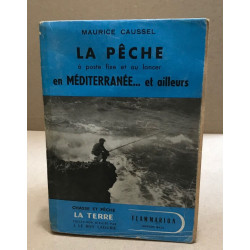 MAURICE CAUSSEL
LA PÊCHE
à poste fixe et au lancer
en MÉDITERRANÉE... et ailleurs
CHASSE ET PÊCHE
LA TERRE
FLAMMARION